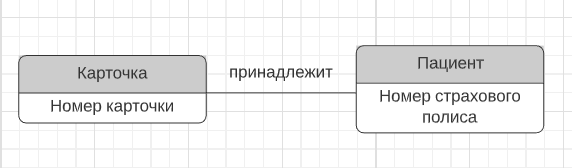 Карточка
Номер карточки
принадлежит
Пациент
Номер страхового
полиса